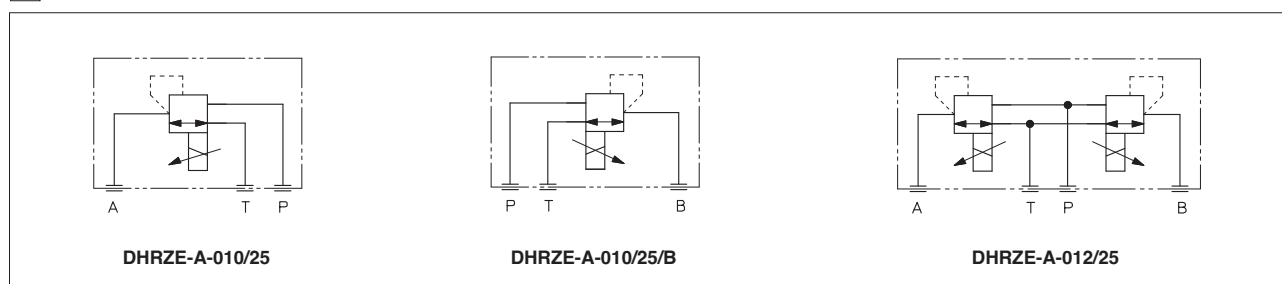 A T P
P T B
A T P B
DHRZE-A-010/25
DHRZE-A-010/25/B
DHRZE-A-012/25